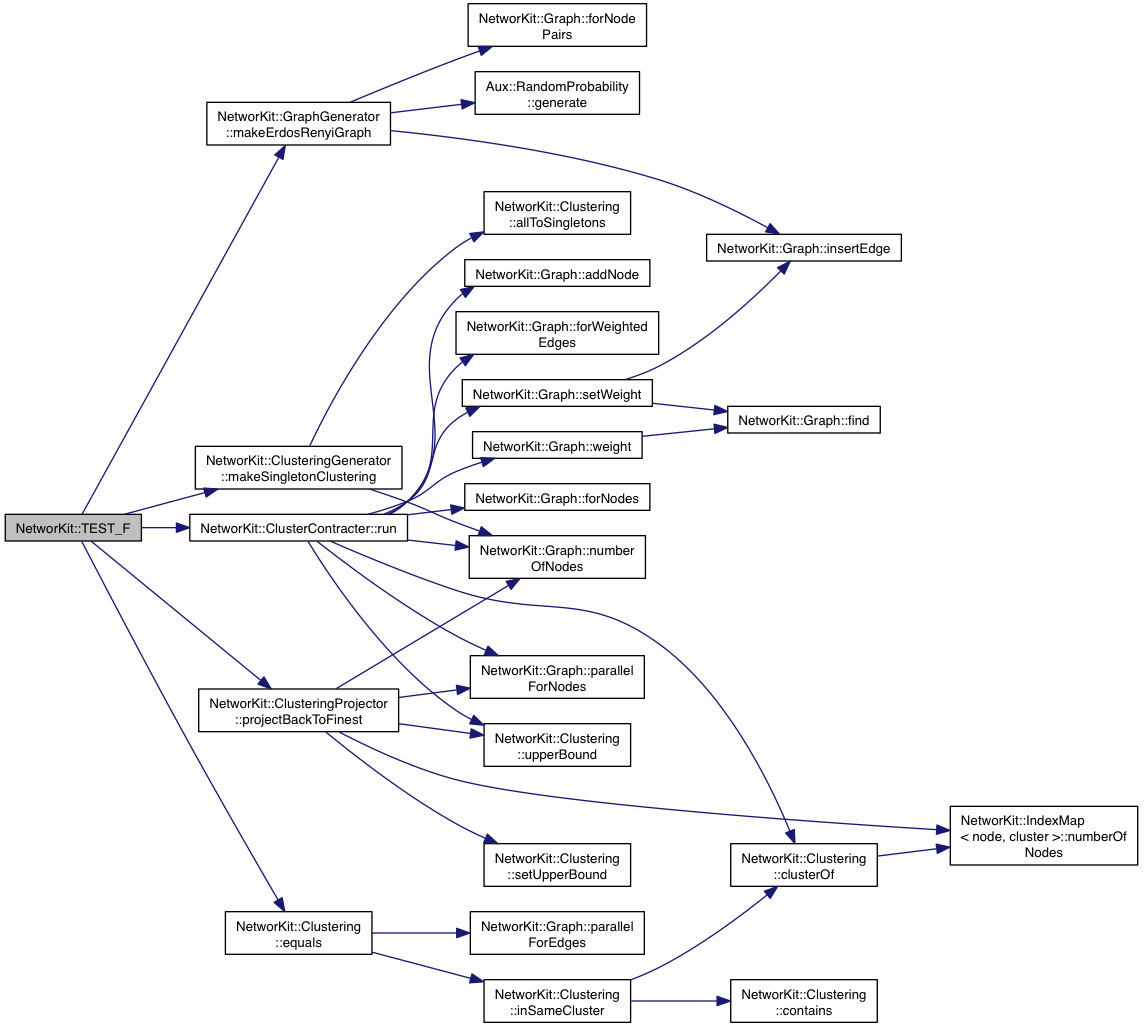 NetworKit::Graph::forNode
Pairs
Aux::RandomProbability
::generate
NetworKit::GraphGenerator
::makeErdosRenyiGraph
NetworKit::Clustering
::allToSingletons
NetworKit::Graph::insertEdge
NetworKit::Graph::addNode
NetworKit::Graph::forWeighted
Edges
NetworKit::Graph::setWeight
NetworKit::Graph::find
NetworKit::Graph::weight
NetworKit::ClusteringGenerator
::makeSingletonClustering
NetworKit::Graph::forNodes
NetworKit::TEST_F
NetworKit::ClusterContracter::run
NetworKit::Graph::number
OfNodes
NetworKit::Graph::parallel
ForNodes
NetworKit::ClusteringProjector
::projectBackToFinest
NetworKit::Clustering
::upperBound
NetworKit::IndexMap
< node, cluster >::numberOf
Nodes
NetworKit::Clustering
::setUpperBound
NetworKit::Clustering
::clusterOf
NetworKit::Clustering
::equals
NetworKit::Graph::parallel
ForEdges
NetworKit::Clustering
::inSameCluster
NetworKit::Clustering
::contains